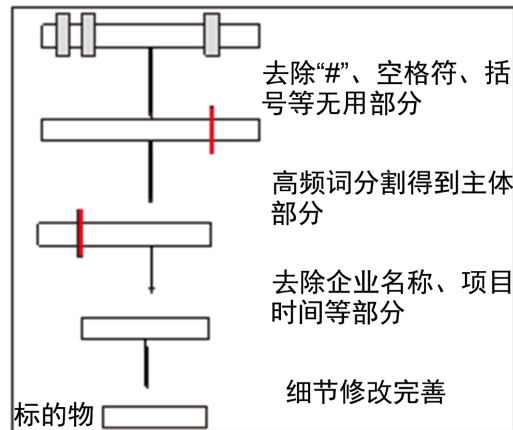 去除“#”、空格符、括
号等无用部分
高频词分割得到主体
部分
去除企业名称、项目
时间等部分
细节修改完善
标的物